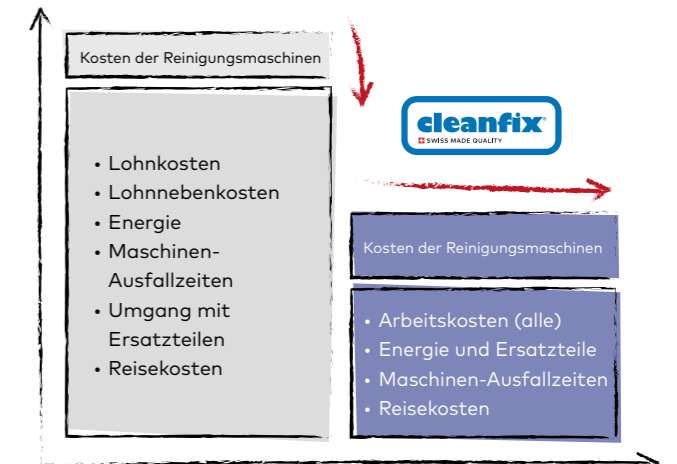 Kosten der Reinigungsmaschinen
• Lohnkosten
• Lohnnebenkosten
• Energie
• Maschinen-
Ausfallzeiten
• Umgang mit
Ersatzteilen
• Reisekosten
cleanfix®
SWISS MADE QUALITY
Kosten der Reinigungsmaschinen
• Arbeitskosten (alle)
• Energie und Ersatzteile
• Maschinen-Ausfallzeiten
• Reisekosten